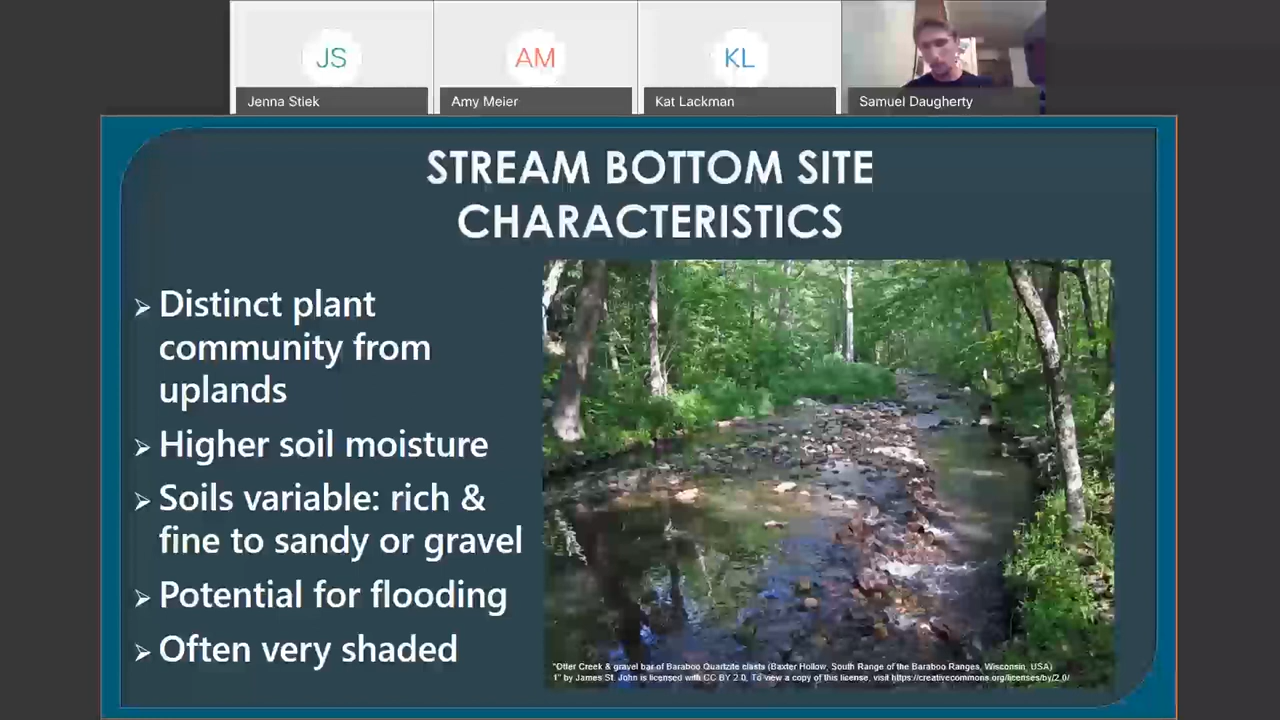 JS
AM
KL
Jenna Stiek
Amy Meier
Kat Lackman
Samuel Daugherty
STREAM BOTTOM SITE
CHARACTERISTICS
Distinct plant
community from
uplands
Higher soil moisture
Soils variable: rich &
fine to sandy or gravel
Potential for flooding
Often very shaded
"Otter Creek & gravel bar of Baraboo Quartzite clasts (Baxter Hollow, South Range of the Baraboo Ranges, Wisconsin, USA)
1" by James St. John is licensed with CC BY 2.0. To view a copy of this license, visit https://creativecommons.org/licenses/by/2.0/